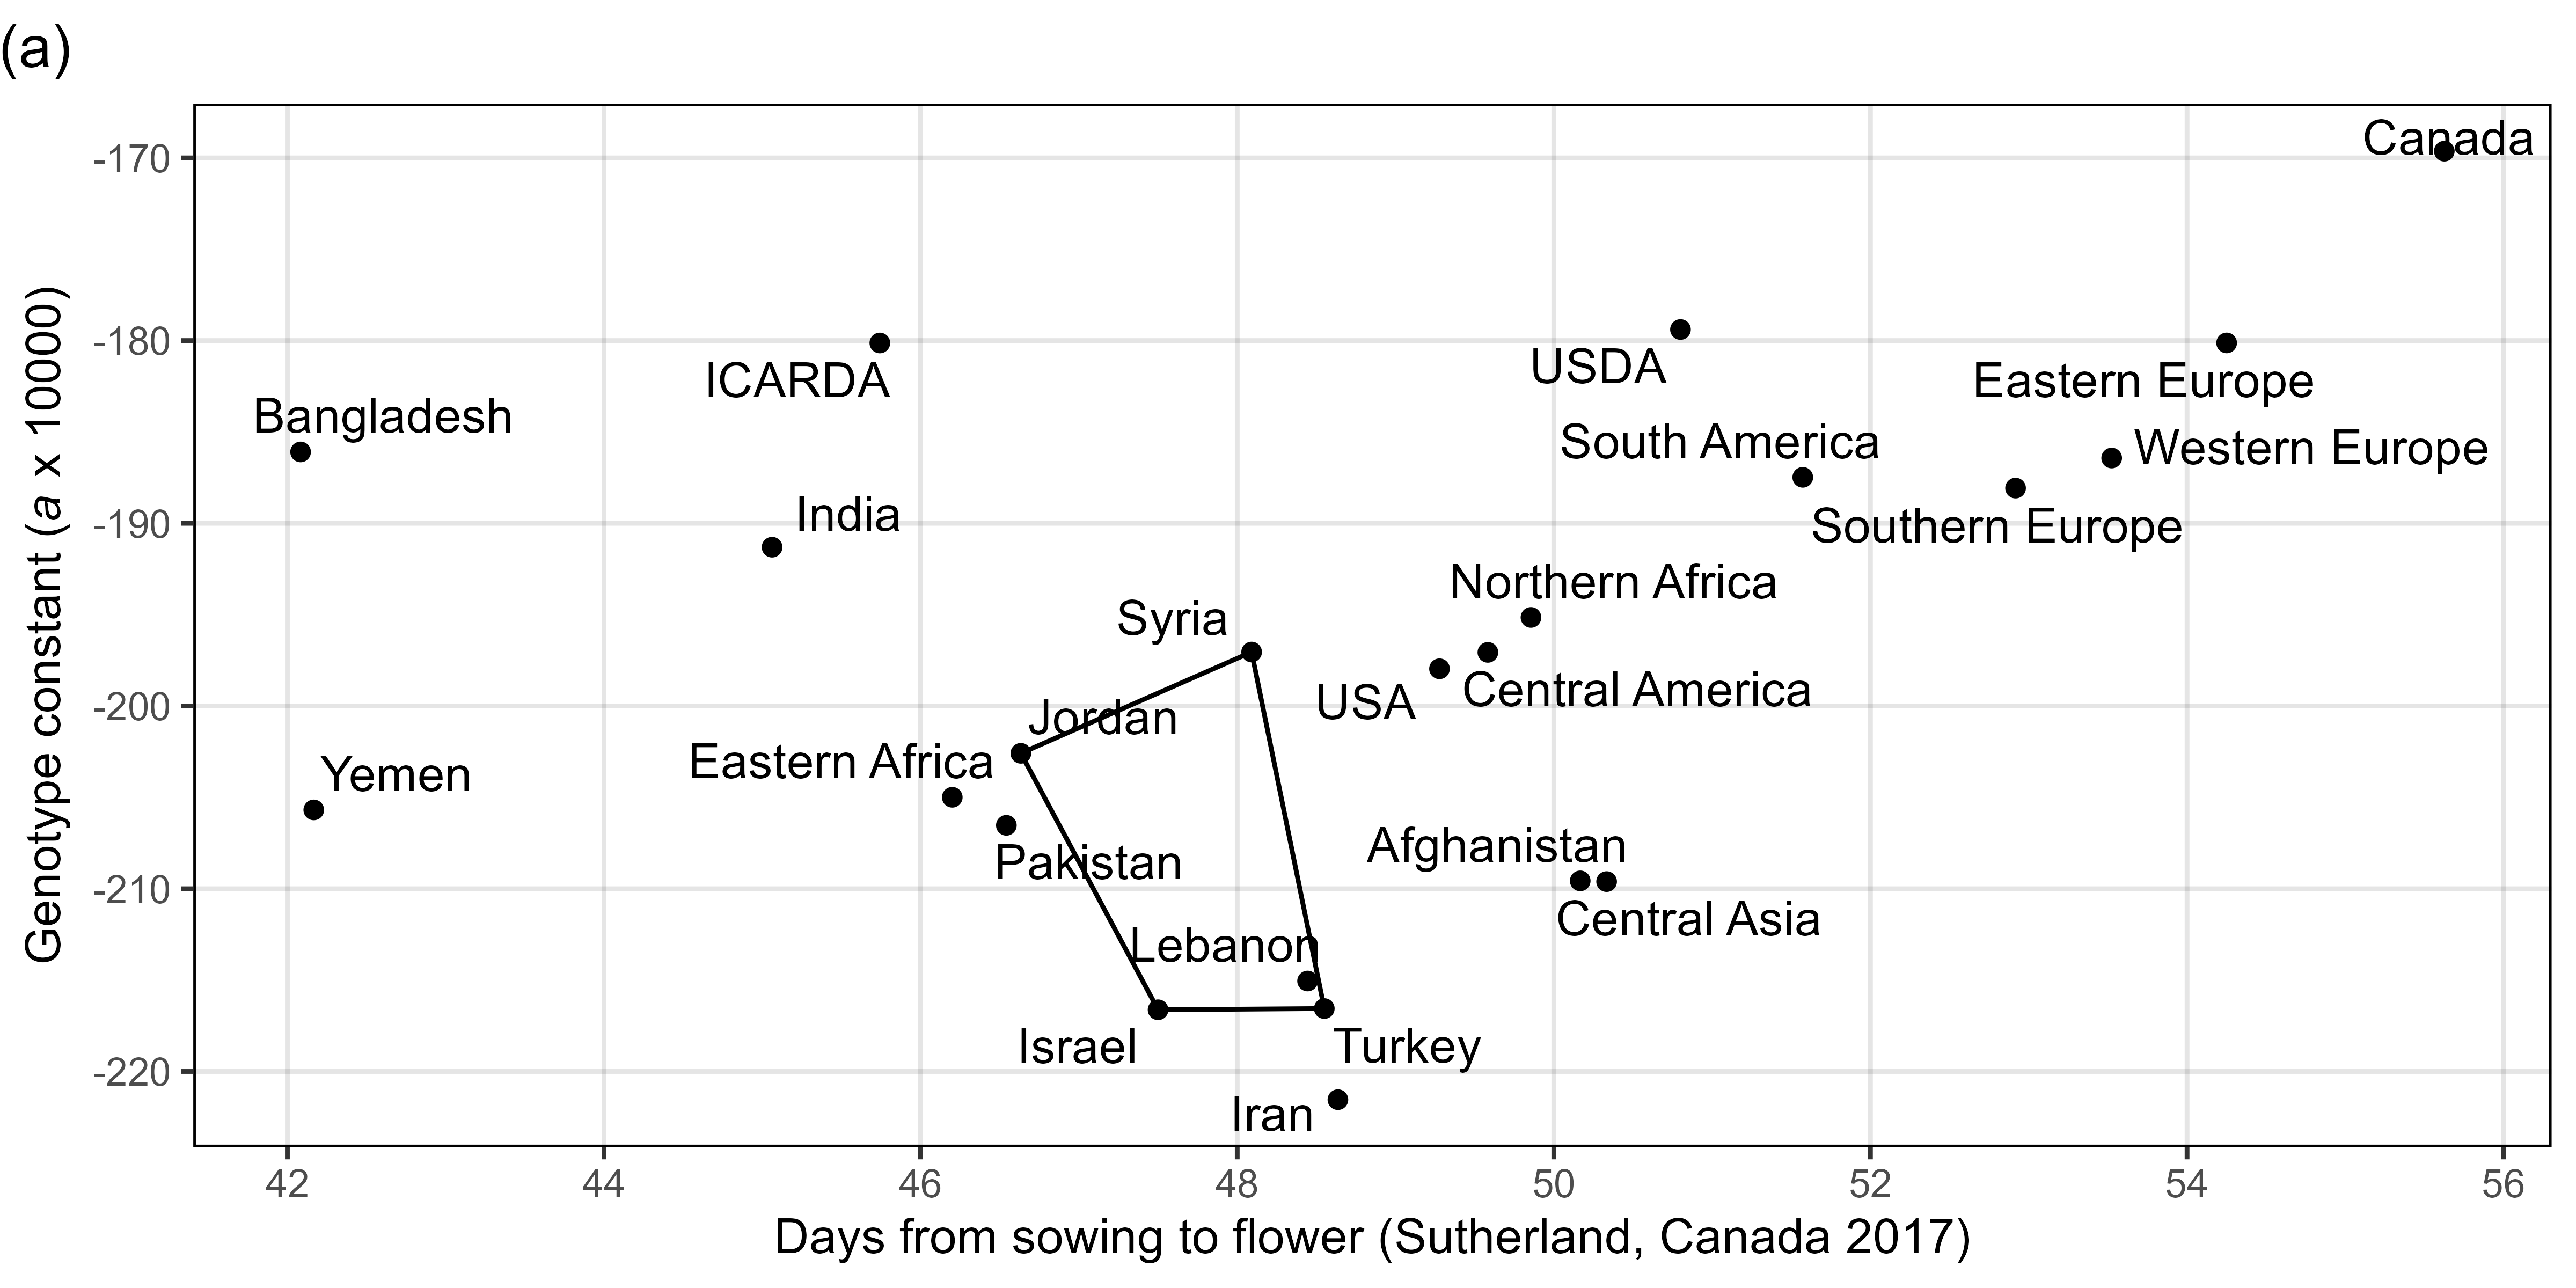 (a)
Genotype constant (a x 10000)
-170
-180
-190
-200
-210
-220
Canada
ICARDA
USDA
Eastern Europe
Bangladesh
South America
Western Europe
India
Southern Europe
Northern Africa
Syria
USA
Central America
Jordan
Eastern Africa
Yemen
Pakistan
Afghanistan
Central Asia
Lebanon
Israel
Turkey
Iran
42 44 46 48 50 52 54 56
Days from sowing to flower (Sutherland, Canada 2017)